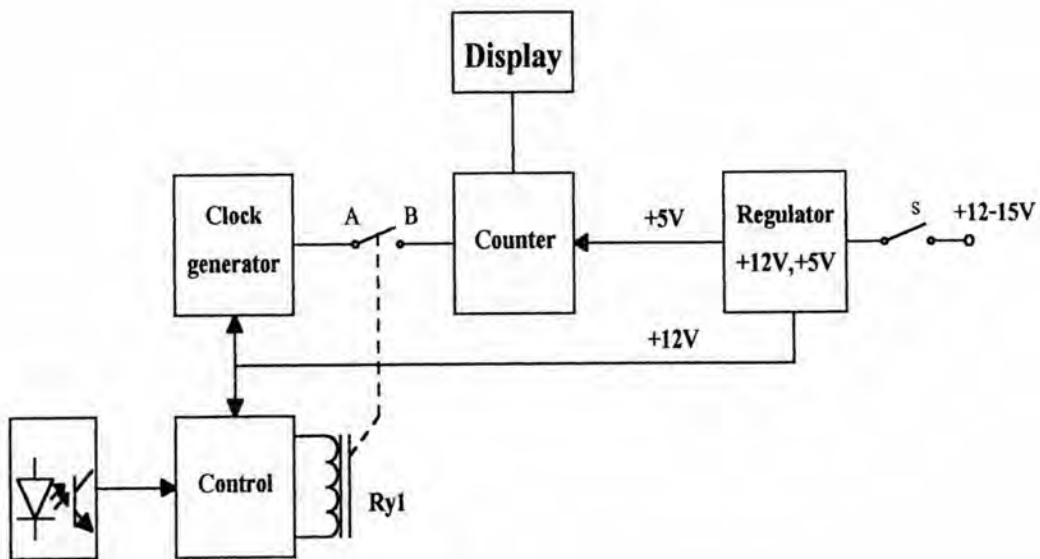 Display
Clock
generator
A
B
Counter
+5V
Regulator
+12V,+5V
S
+12-15V
+12V
Control
Ry1